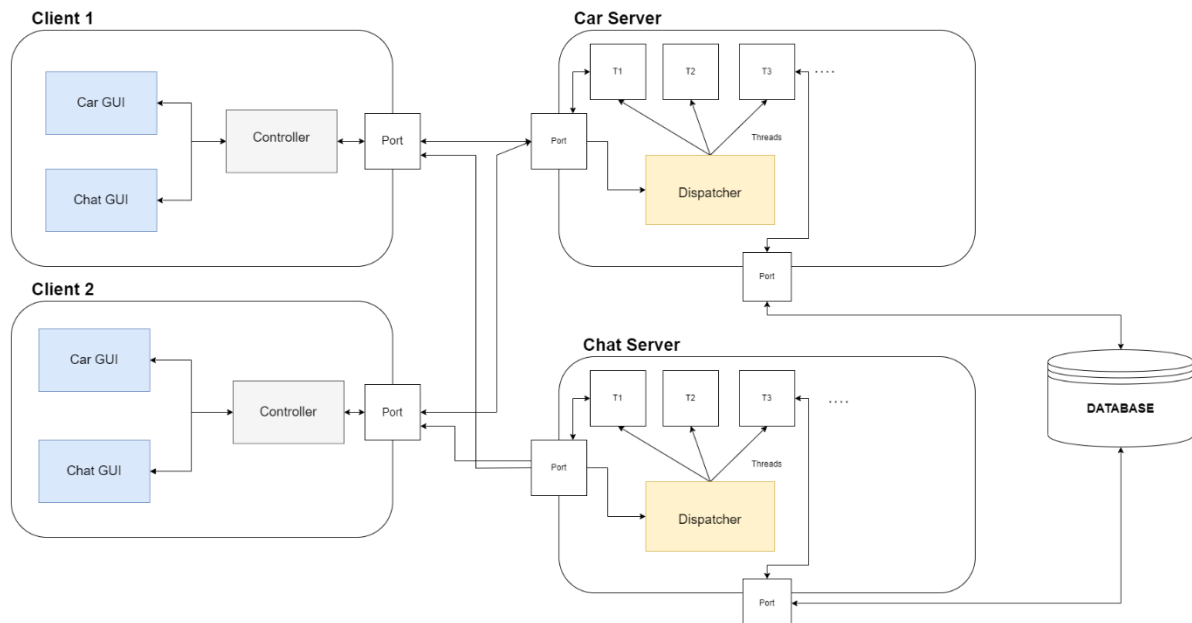 Client 1
Car GUI
Chat GUI
Controller
Port
Car Server
T1
T2
T3
....
Port
Threads
Dispatcher
Port
Client 2
Car GUI
Chat GUI
Controller
Port
Chat Server
T1
T2
T3
....
Port
Threads
Dispatcher
Port
DATABASE